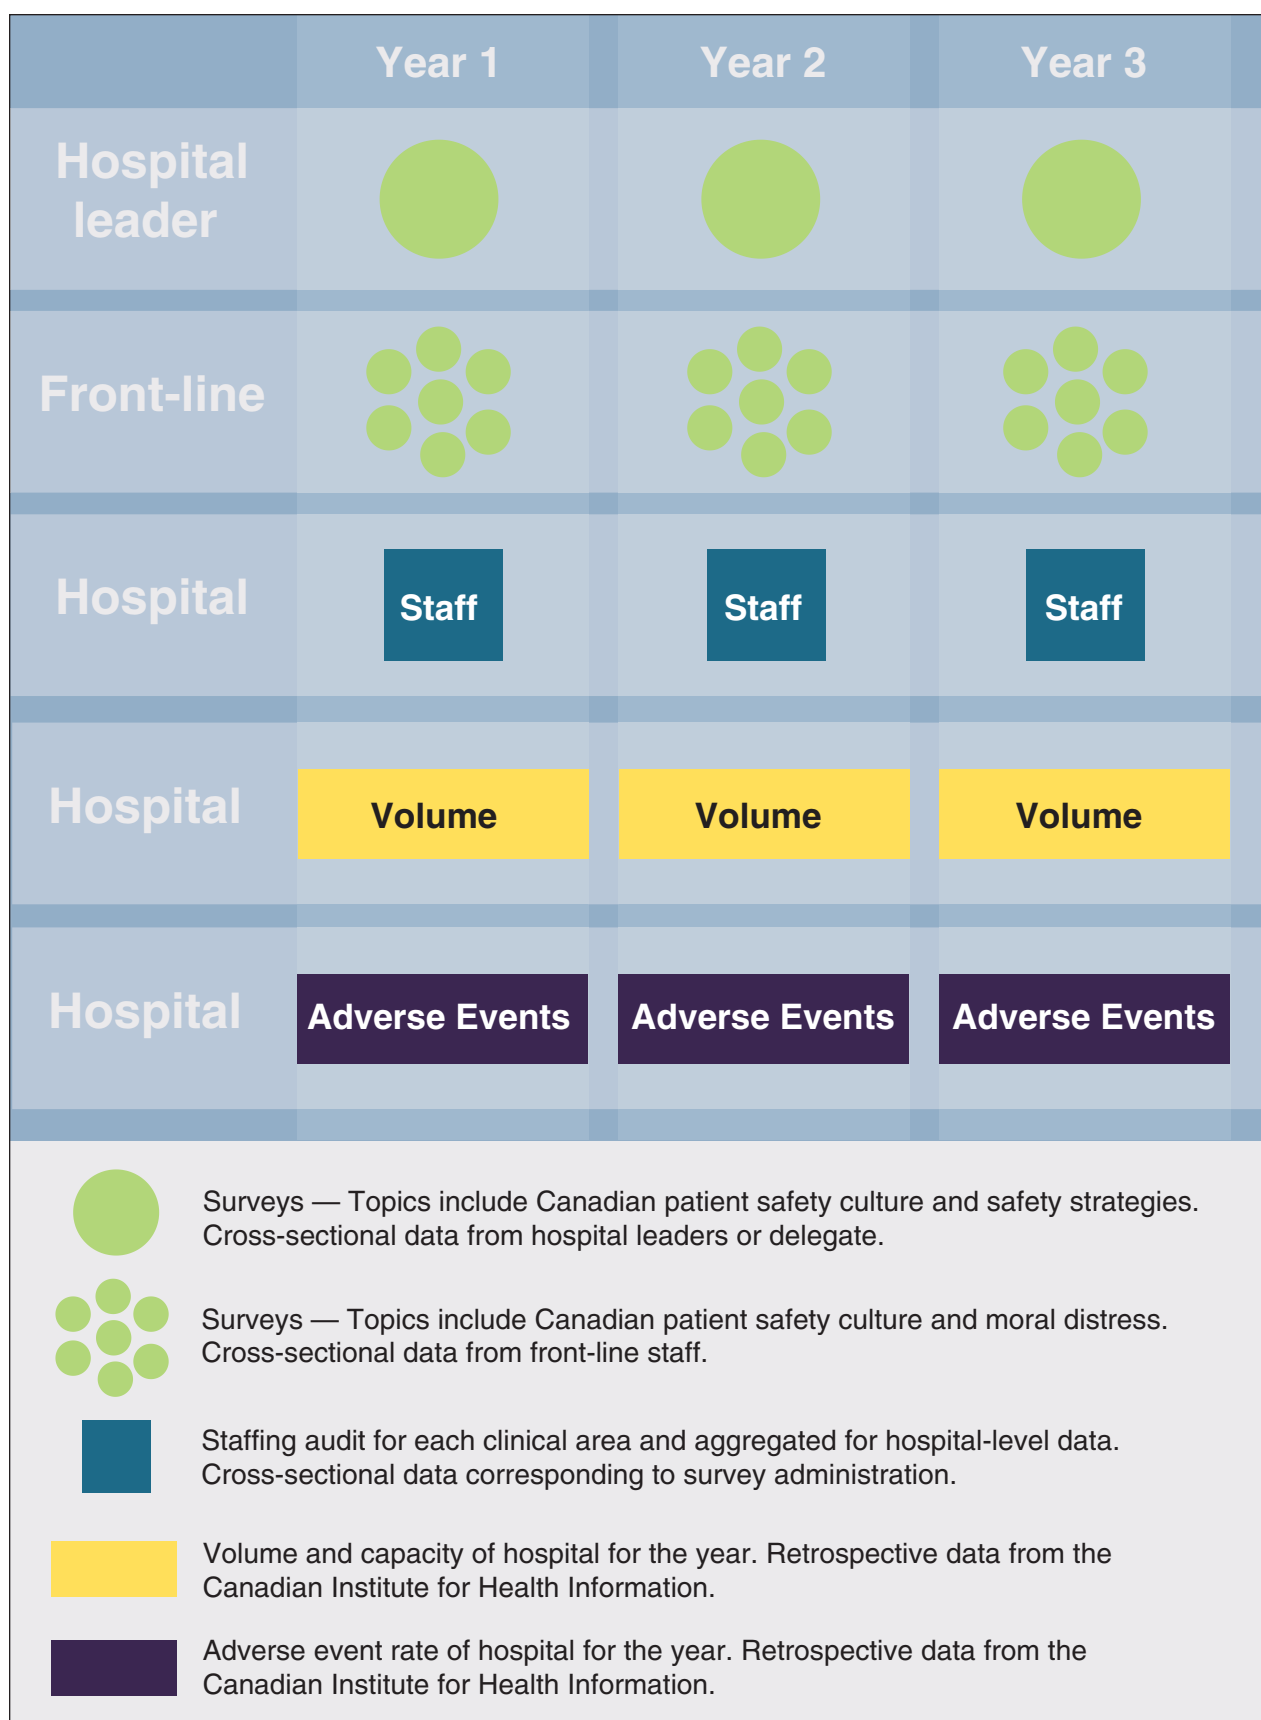 Year 1 Year 2 Year 3
Hospital
leader
Front-line
Hospital Staff Staff Staff
Hospital Volume Volume Volume
Hospital Adverse Events Adverse Events Adverse Events
Surveys — Topics include Canadian patient safety culture and safety strategies.
Cross-sectional data from hospital leaders or delegate.
Surveys — Topics include Canadian patient safety culture and moral distress.
Cross-sectional data from front-line staff.
Staffing audit for each clinical area and aggregated for hospital-level data.
Cross-sectional data corresponding to survey administration.
Volume and capacity of hospital for the year. Retrospective data from the
Canadian Institute for Health Information.
Adverse event rate of hospital for the year. Retrospective data from the
Canadian Institute for Health Information.